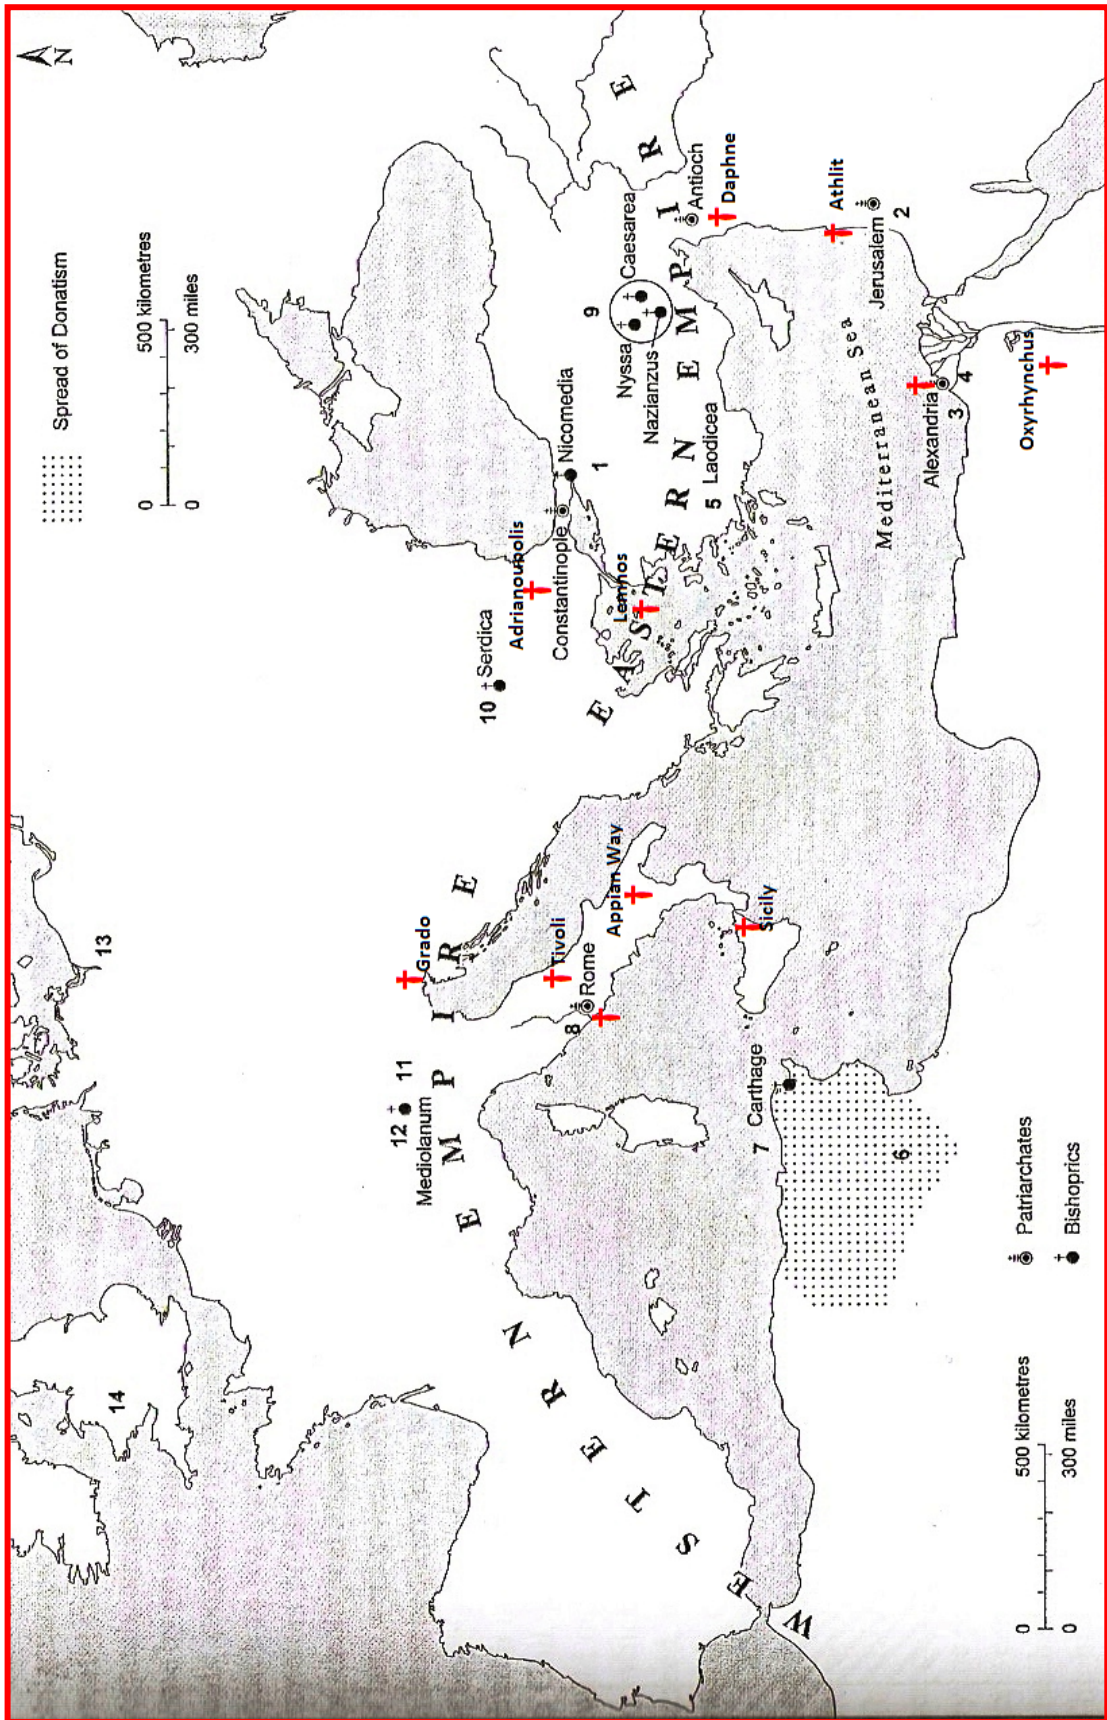 N
Spread of Donatism
0 500 kilometres
0 300 miles
13
14
10 Serdica
Adrianoupolis
Constantinople
Nicomedia
1
9
Nyssa
Caesarea
Nazianzus
Lemnos
5 Laodicea
Antioch
Daphne
Athlit
Jerusalem
2
Mediterranean Sea
Alexandria
3
4
Oxyrhynchus
EASTERN EMPIRE
Grado
12
11
Mediolanum
Tivoli
8
Rome
Appian Way
Sicily
Carthage
7
6
WESTERN EMPIRE
Patriarchates
Bishoprics
0 500 kilometres
0 300 miles